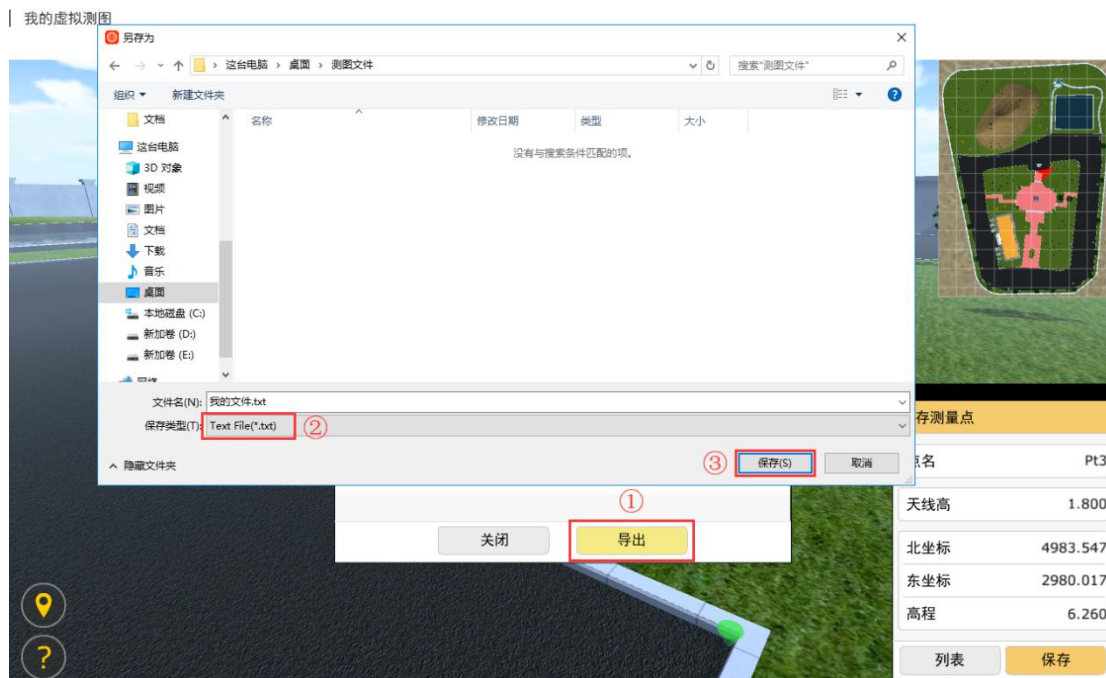 我的虚拟测图
另存为
这台电脑 › 桌面 › 测图文件
搜索"测图文件"
组织 新建文件夹
名称 修改日期 类型 大小
没有与搜索条件匹配的项。
文档
这台电脑
3D 对象
视频
图片
文档
下载
音乐
桌面
本地磁盘 (C:)
新加卷 (D:)
新加卷 (E:)
文件名(N): 我的文件.txt
保存类型(T): Text File(*.txt) ②
隐藏文件夹
③ 保存(S) 取消
①
关闭 导出
存测量点
点名 Pt3
天线高 1.800
北坐标 4983.547
东坐标 2980.017
高程 6.260
列表 保存
?